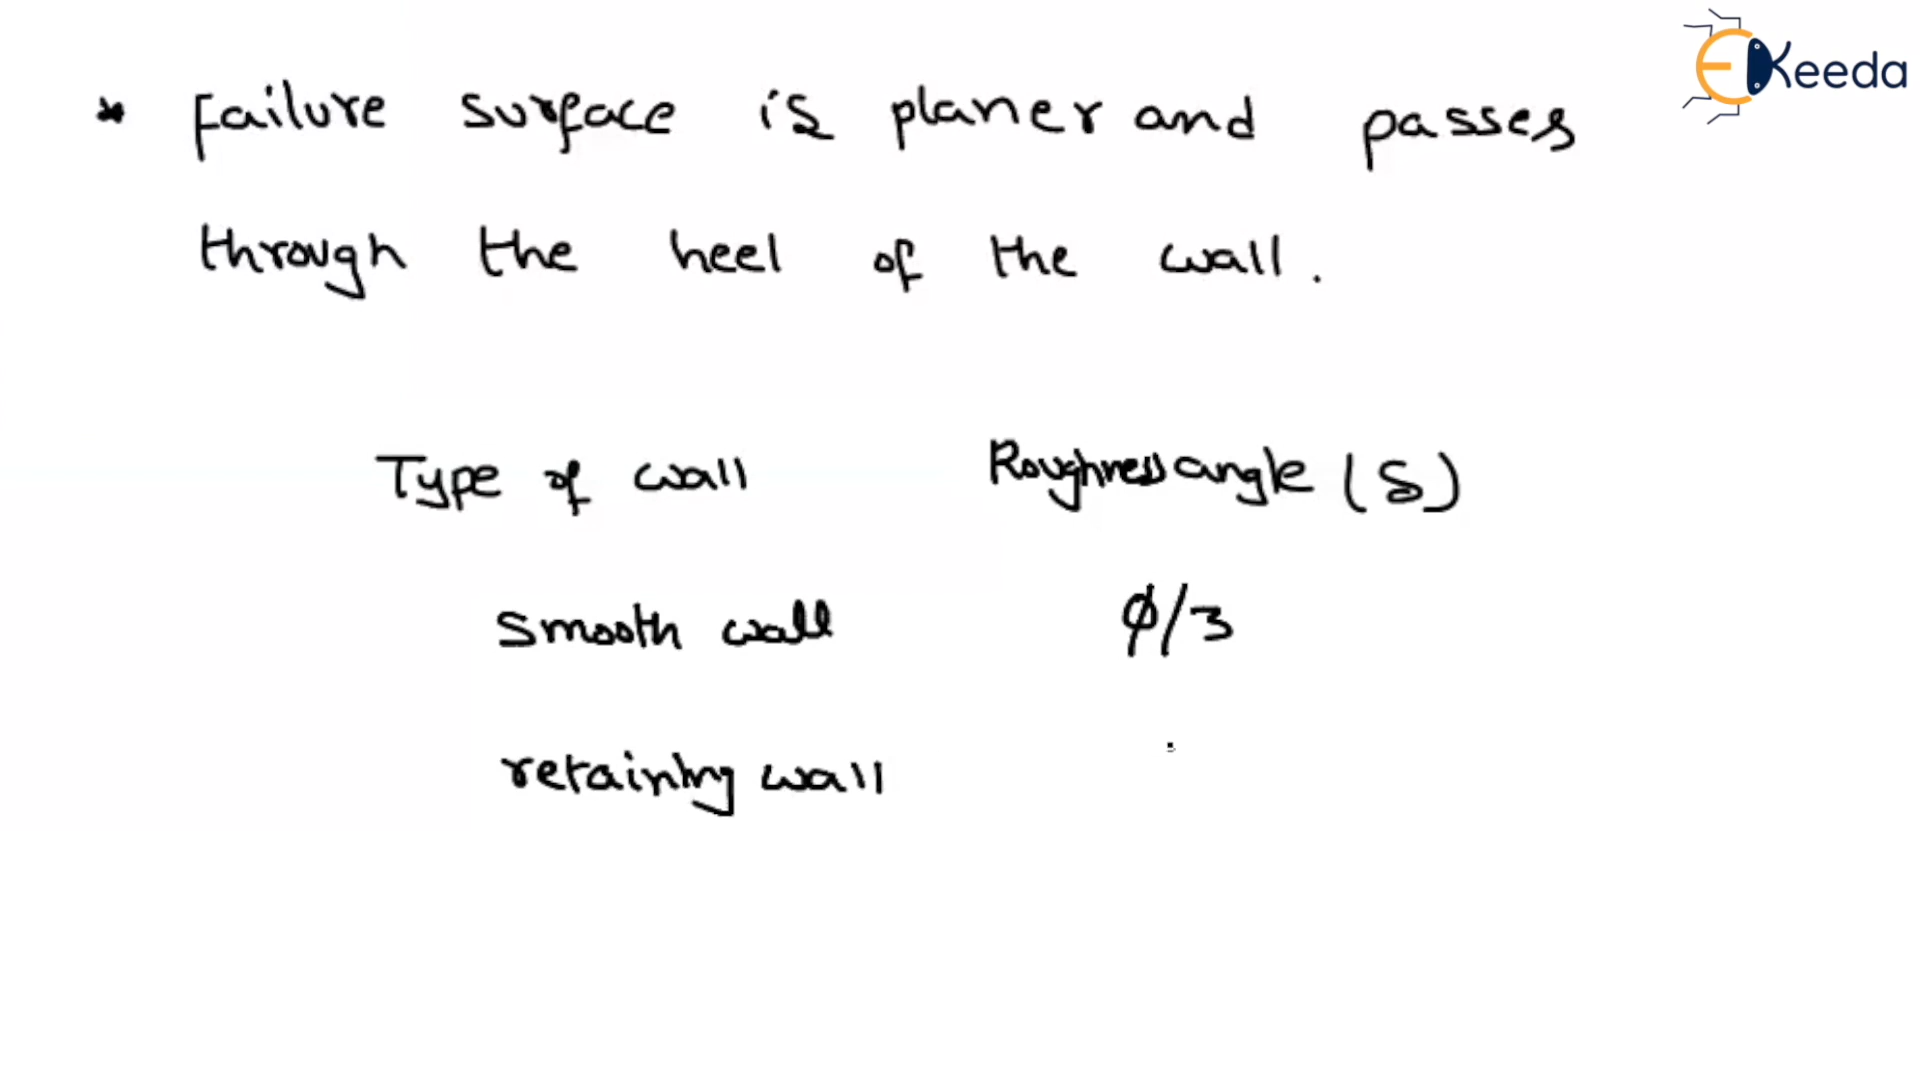 EKeeda
* Failure surface is planer and passes
through the heel of the wall.
Type of wall Roughness angle (δ)
smooth wall ϕ/3
retaining wall